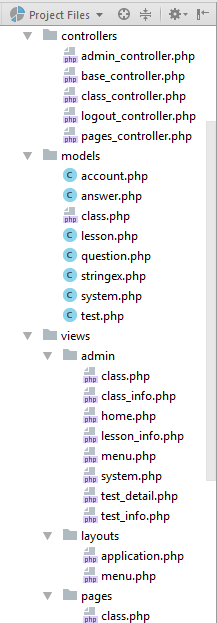 Project Files
controllers
admin_controller.php
base_controller.php
class_controller.php
logout_controller.php
pages_controller.php
models
account.php
answer.php
class.php
lesson.php
question.php
stringex.php
system.php
test.php
views
admin
class.php
class_info.php
home.php
lesson_info.php
menu.php
system.php
test_detail.php
test_info.php
layouts
application.php
menu.php
pages
class.php